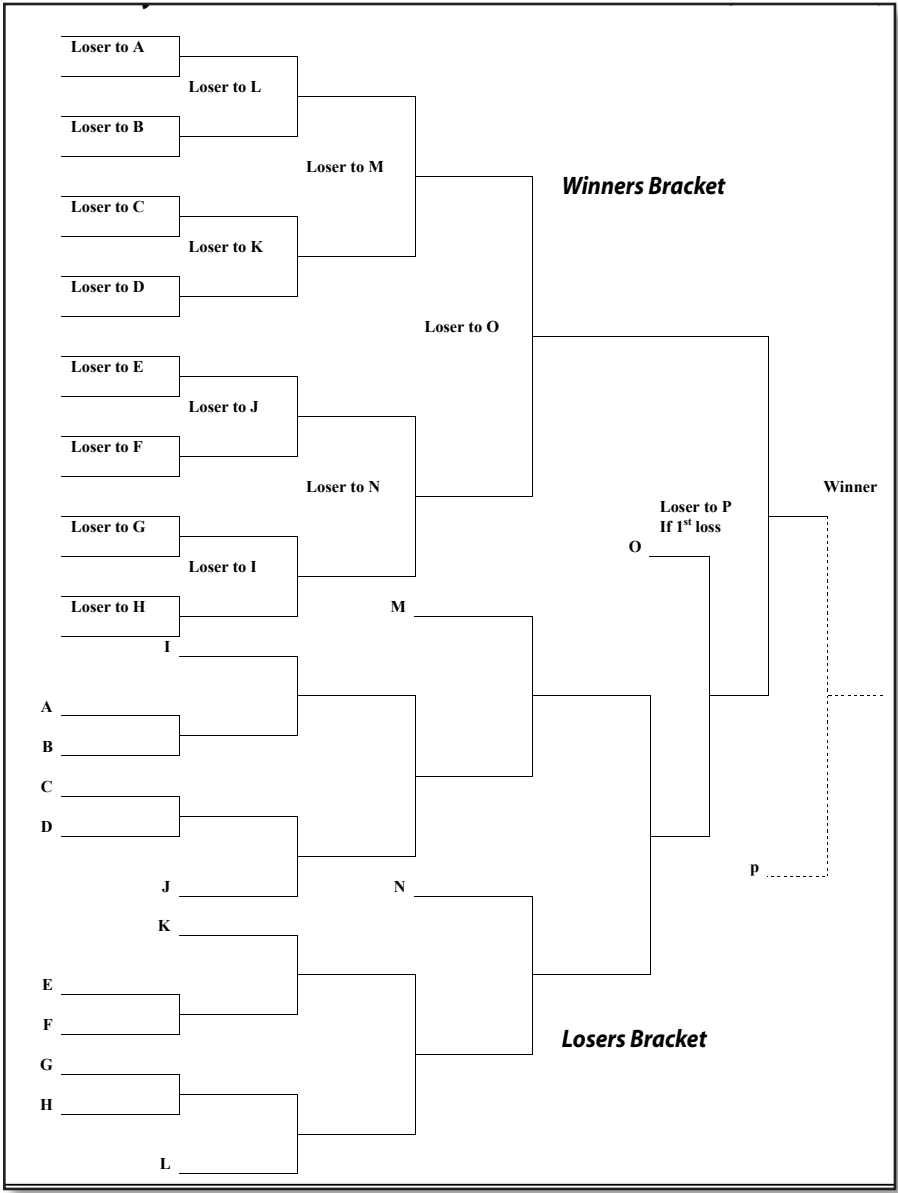 Loser to A
Loser to L
Loser to B
Loser to M
Winners Bracket
Loser to C
Loser to K
Loser to D
Loser to O
Loser to E
Loser to J
Loser to F
Loser to N
Winner
Loser to P
Loser to G
If 1st loss
O
Loser to I
Loser to H
M
I
A
B
C
D
J
N
p
K
E
F
Losers Bracket
G
H
L